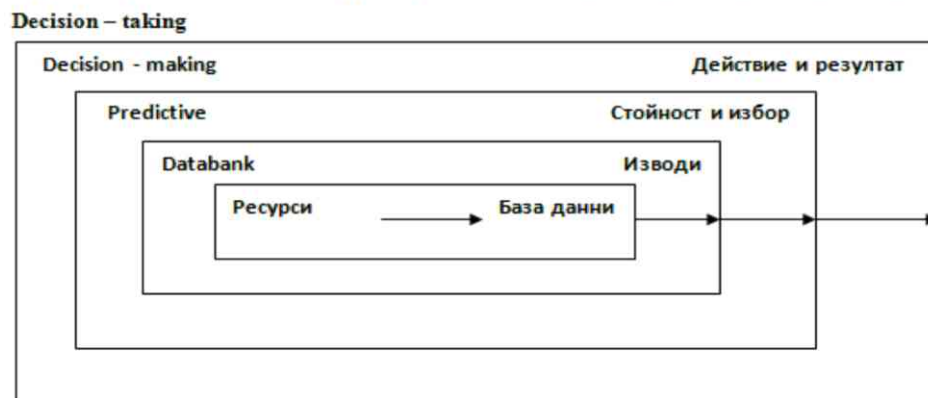 Decision – taking
Decision - making Действие и резултат
Predictive Стойност и избор
Databank Изводи
Ресурси База данни